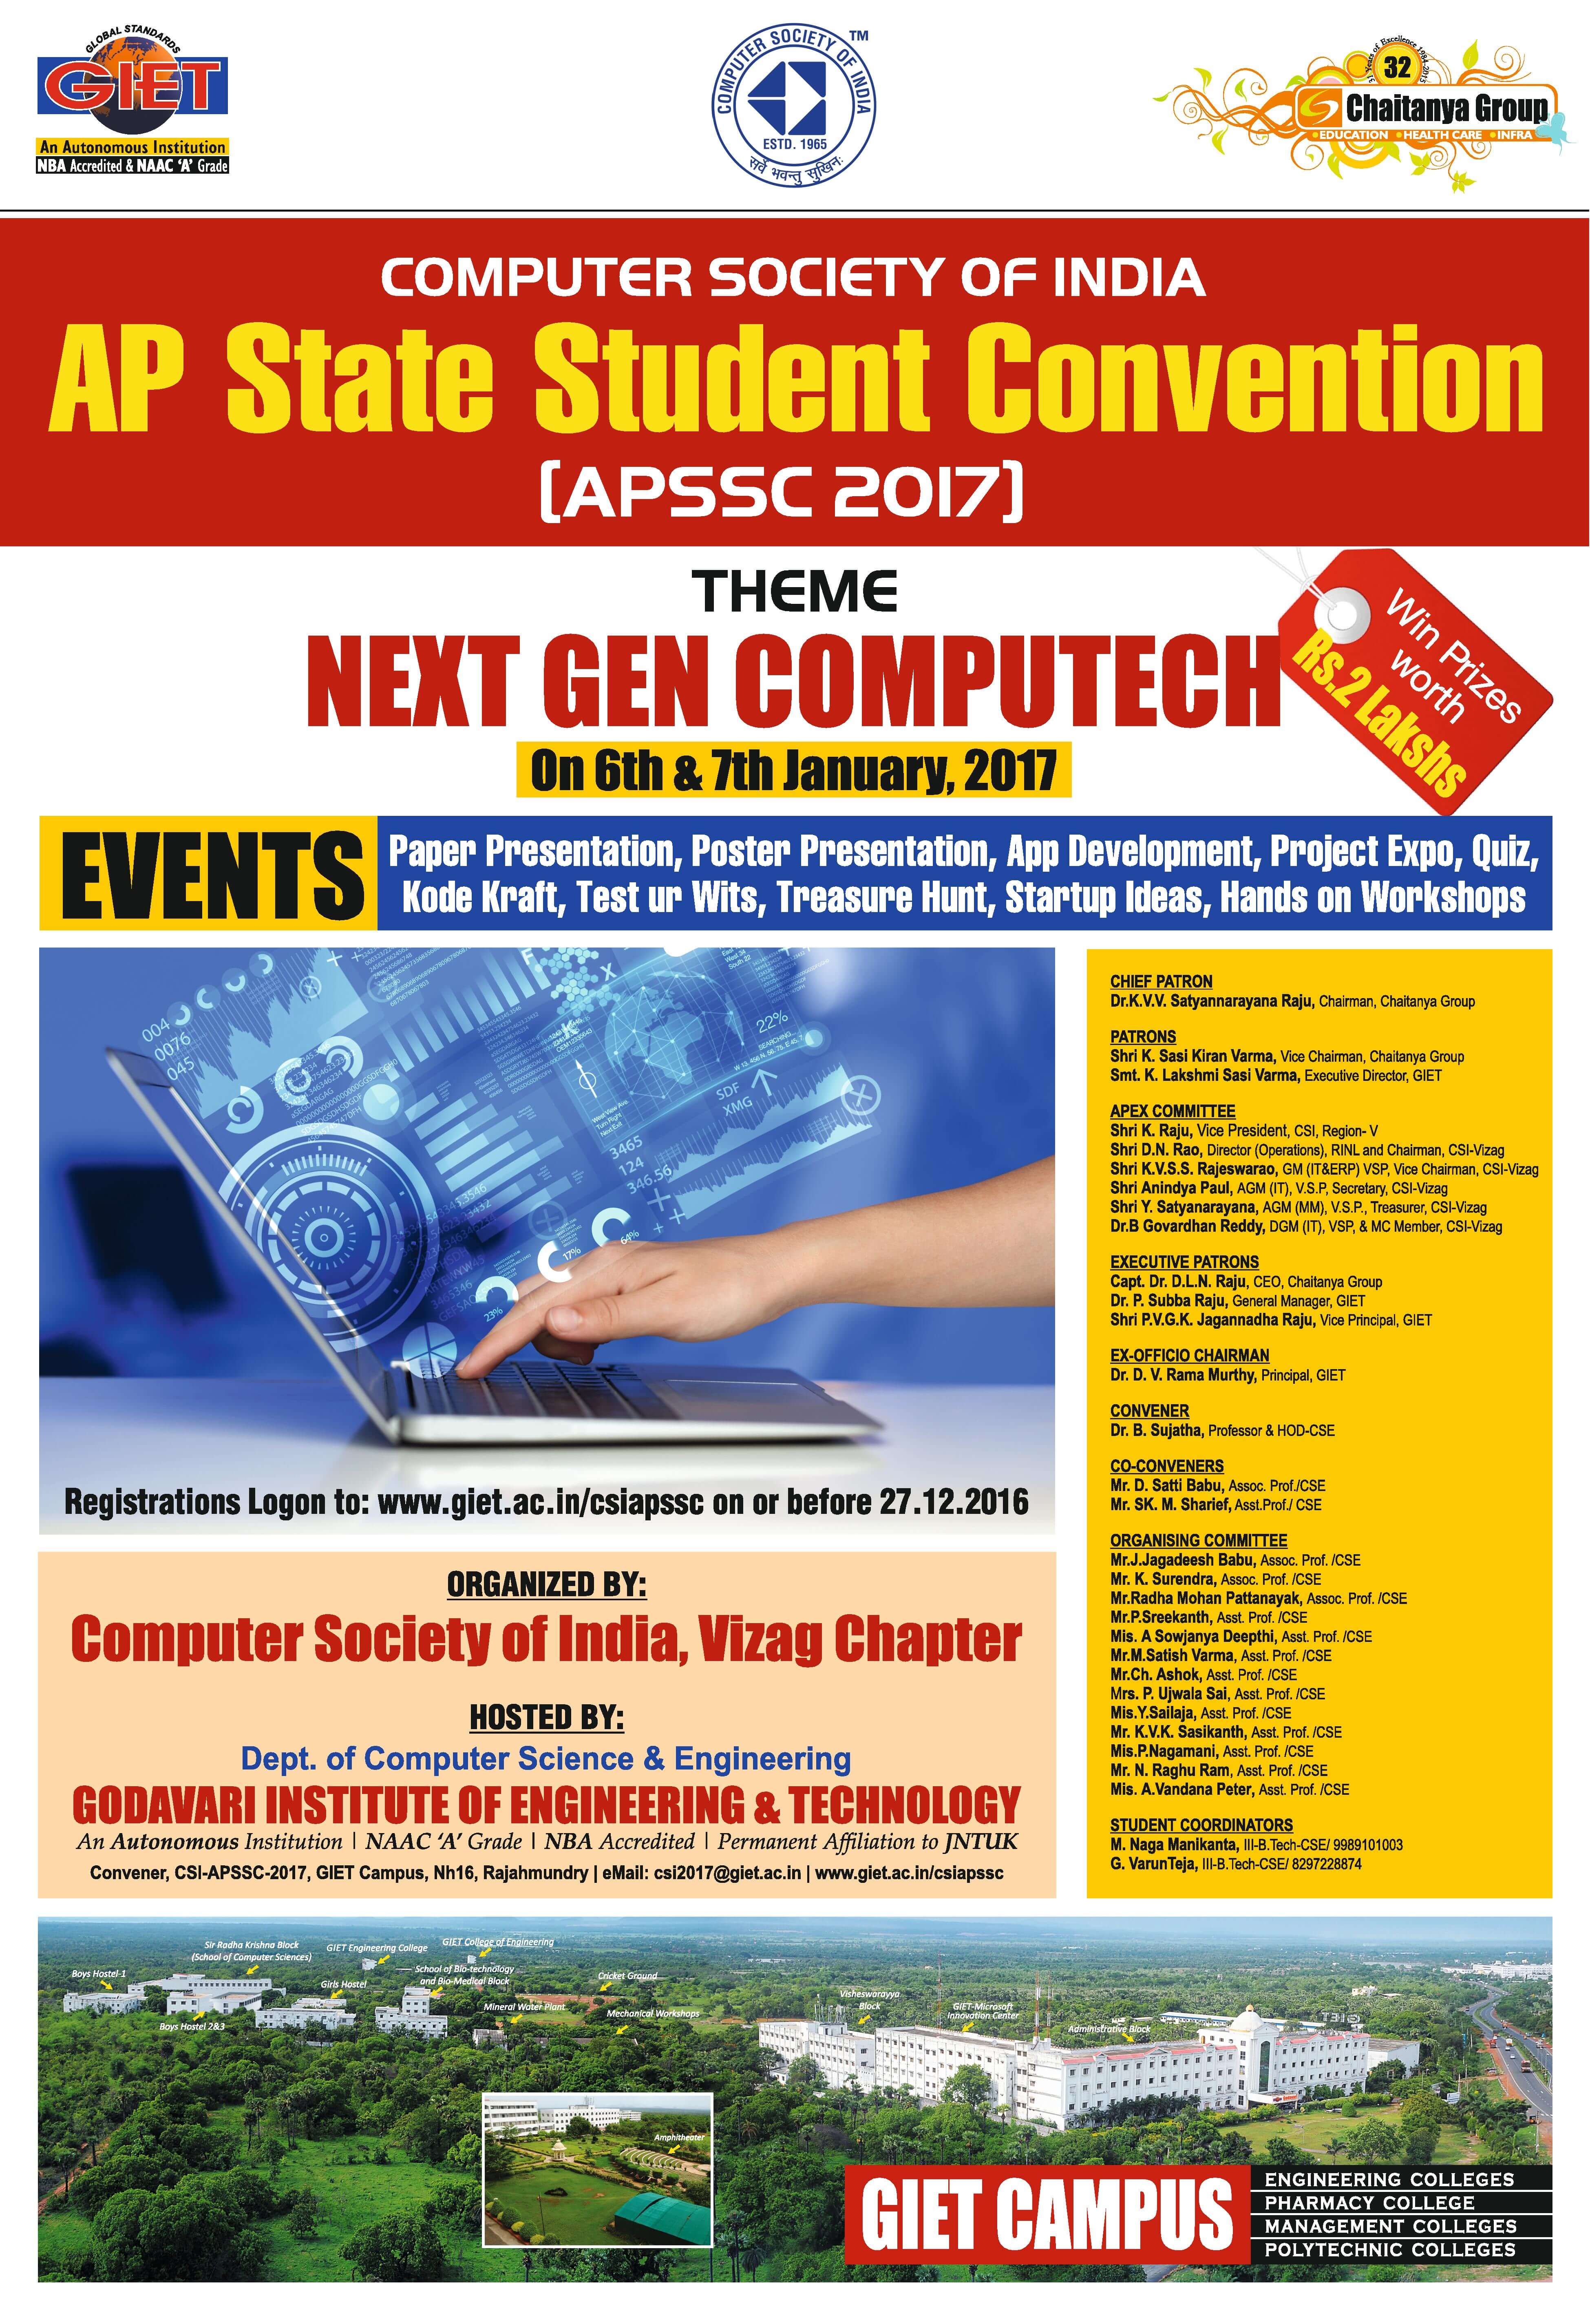 GLOBAL STANDARDS
GIET
An Autonomous Institution
NBA Accredited & NAAC 'A' Grade
COMPUTER SOCIETY OF INDIA
TM
ESTD. 1965
सर्वे भवन्तु सुखिनः
32
Chaitanya Group
•EDUCATION •HEALTH CARE •INFRA
COMPUTER SOCIETY OF INDIA
AP State Student Convention
(APSSC 2017)
THEME
NEXT GEN COMPUTECH
On 6th & 7th January, 2017
Win Prizes
worth
Rs.2 Lakshs
EVENTS
Paper Presentation, Poster Presentation, App Development, Project Expo, Quiz,
Kode Kraft, Test ur Wits, Treasure Hunt, Startup Ideas, Hands on Workshops
004
0076
045
22%
SEARCHING...
SDF
XMG
3465
124
346.56
64%
17%
23%
Registrations Logon to: www.giet.ac.in/csiapssc on or before 27.12.2016
ORGANIZED BY:
Computer Society of India, Vizag Chapter
HOSTED BY:
Dept. of Computer Science & Engineering
GODAVARI INSTITUTE OF ENGINEERING & TECHNOLOGY
An Autonomous Institution | NAAC 'A' Grade | NBA Accredited | Permanent Affiliation to JNTUK
Convener, CSI-APSSC-2017, GIET Campus, Nh16, Rajahmundry | eMail: csi2017@giet.ac.in | www.giet.ac.in/csiapssc
CHIEF PATRON
Dr.K.V.V. Satyannarayana Raju, Chairman, Chaitanya Group
PATRONS
Shri K. Sasi Kiran Varma, Vice Chairman, Chaitanya Group
Smt. K. Lakshmi Sasi Varma, Executive Director, GIET
APEX COMMITTEE
Shri K. Raju, Vice President, CSI, Region- V
Shri D.N. Rao, Director (Operations), RINL and Chairman, CSI-Vizag
Shri K.V.S.S. Rajeswarao, GM (IT&ERP) VSP, Vice Chairman, CSI-Vizag
Shri Anindya Paul, AGM (IT), V.S.P, Secretary, CSI-Vizag
Shri Y. Satyanarayana, AGM (MM), V.S.P., Treasurer, CSI-Vizag
Dr.B Govardhan Reddy, DGM (IT), VSP, & MC Member, CSI-Vizag
EXECUTIVE PATRONS
Capt. Dr. D.L.N. Raju, CEO, Chaitanya Group
Dr. P. Subba Raju, General Manager, GIET
Shri P.V.G.K. Jagannadha Raju, Vice Principal, GIET
EX-OFFICIO CHAIRMAN
Dr. D. V. Rama Murthy, Principal, GIET
CONVENER
Dr. B. Sujatha, Professor & HOD-CSE
CO-CONVENERS
Mr. D. Satti Babu, Assoc. Prof./CSE
Mr. SK. M. Sharief, Asst.Prof./ CSE
ORGANISING COMMITTEE
Mr.J.Jagadeesh Babu, Assoc. Prof. /CSE
Mr. K. Surendra, Assoc. Prof. /CSE
Mr.Radha Mohan Pattanayak, Assoc. Prof. /CSE
Mr.P.Sreekanth, Asst. Prof. /CSE
Mis. A Sowjanya Deepthi, Asst. Prof. /CSE
Mr.M.Satish Varma, Asst. Prof. /CSE
Mr.Ch. Ashok, Asst. Prof. /CSE
Mrs. P. Ujwala Sai, Asst. Prof. /CSE
Mis.Y.Sailaja, Asst. Prof. /CSE
Mr. K.V.K. Sasikanth, Asst. Prof. /CSE
Mis.P.Nagamani, Asst. Prof. /CSE
Mr. N. Raghu Ram, Asst. Prof. /CSE
Mis. A.Vandana Peter, Asst. Prof. /CSE
STUDENT COORDINATORS
M. Naga Manikanta, III-B.Tech-CSE/ 9989101003
G. VarunTeja, III-B.Tech-CSE/ 8297228874
Sir Radha Krishna Block
(School of Computer Sciences)
GIET Engineering College
GIET College of Engineering
Boys Hostel-1
Girls Hostel
School of Bio-technology
and Bio-Medical Block
Cricket Ground
Boys Hostel 2&3
Mineral Water Plant
Mechanical Workshops
Visheswarayya
Block
GIET-Microsoft
Innovation Center
Administrative Block
GIET
Amphitheater
GIET CAMPUS
ENGINEERING COLLEGES
PHARMACY COLLEGE
MANAGEMENT COLLEGES
POLYTECHNIC COLLEGES